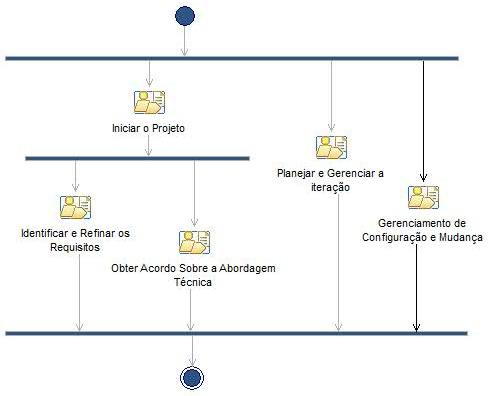 Iniciar o Projeto
Planejar e Gerenciar a
iteração
Identificar e Refinar os
Requisitos
Gerenciamento de
Configuração e Mudança
Obter Acordo Sobre a Abordagem
Técnica